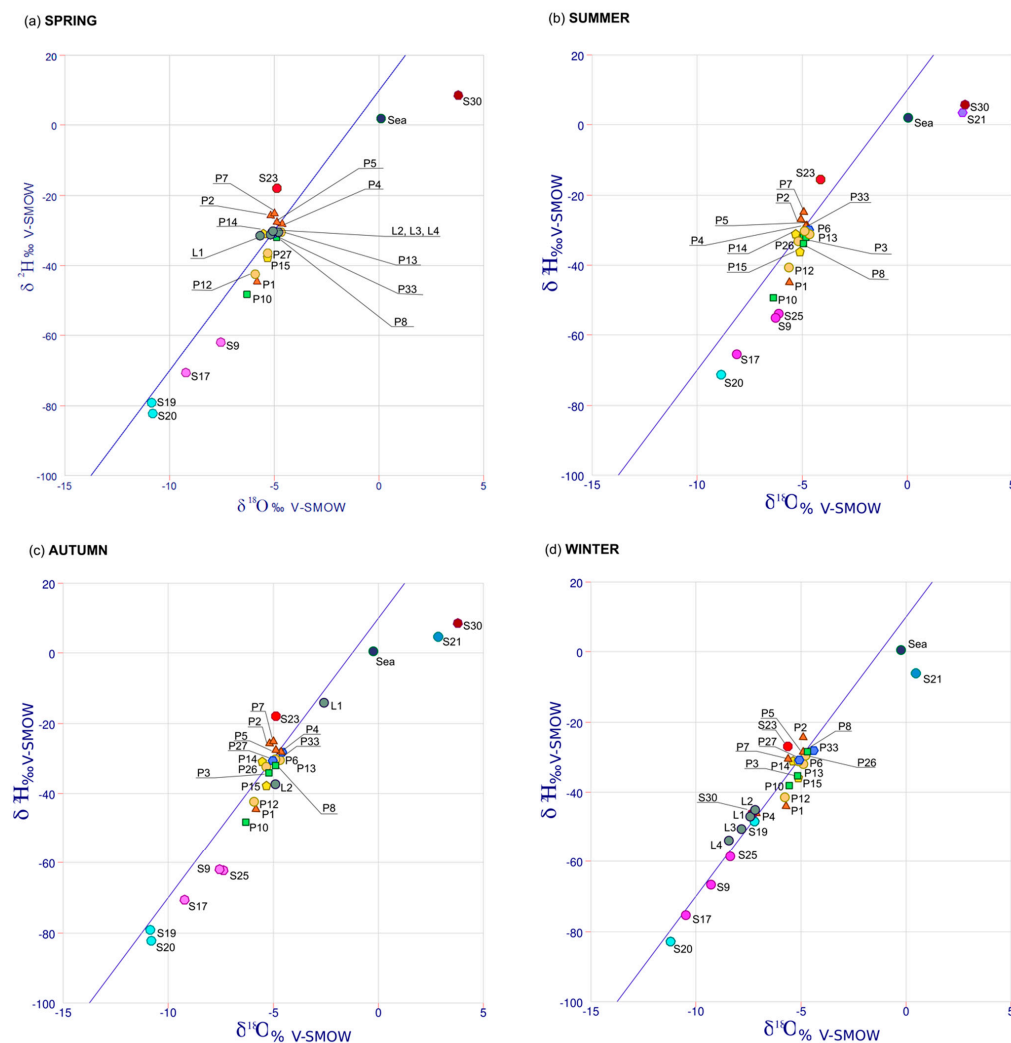 (a) SPRING
20
0
-20
-40
-60
-80
-100
-15
-10
-5
0
5
δ ²H‰ V-SMOW
δ ¹⁸O ‰ V-SMOW
S30
Sea
P5
S23
P7
P4
P2
P14
L2, L3, L4
L1
P27
P13
P15
P12
P1
P33
P10
P8
S9
S17
S19
S20
(b) SUMMER
20
0
-20
-40
-60
-80
-100
-15
-10
-5
0
5
δ ²H‰ V-SMOW
δ¹⁸O% V-SMOW
S30
S21
Sea
S23
P7
P33
P2
P5
P6
P4
P13
P14
P26
P3
P15
P12
P8
P1
P10
S25
S9
S17
S20
(c) AUTUMN
20
0
-20
-40
-60
-80
-100
-15
-10
-5
0
5
δ ²H‰ V-SMOW
δ¹⁸O% V-SMOW
S30
S21
Sea
L1
P7
S23
P2
P4
P5
P33
P27
P14
P6
P26
P13
P3
P15
L2
P8
P12
P1
P10
S9
S25
S17
S19
S20
(d) WINTER
20
0
-20
-40
-60
-80
-100
-15
-10
-5
0
5
δ ²H‰ V-SMOW
δ¹⁸O% V-SMOW
Sea
S21
P5
P2
P8
S23
P27
P33
P7
P14
P6
P26
P3
P13
P10
P15
S30
L2
P12
L1
P4
P1
L3
S19
L4
S25
S9
S17
S20